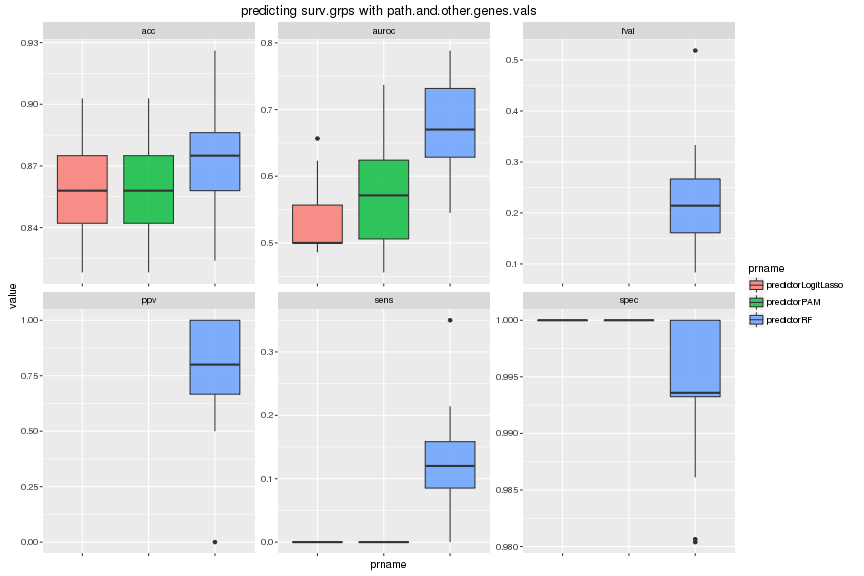 predicting surv.grps with path.and.other.genes.vals
acc
auroc
fval
0.93
0.90
0.87
0.84
0.8
0.7
0.6
0.5
0.5
0.4
0.3
0.2
0.1
value
ppv
sens
spec
1.00
0.75
0.50
0.25
0.00
0.3
0.2
0.1
0.0
1.000
0.995
0.990
0.985
0.980
prname
prname
predictorLogitLasso
predictorPAM
predictorRF